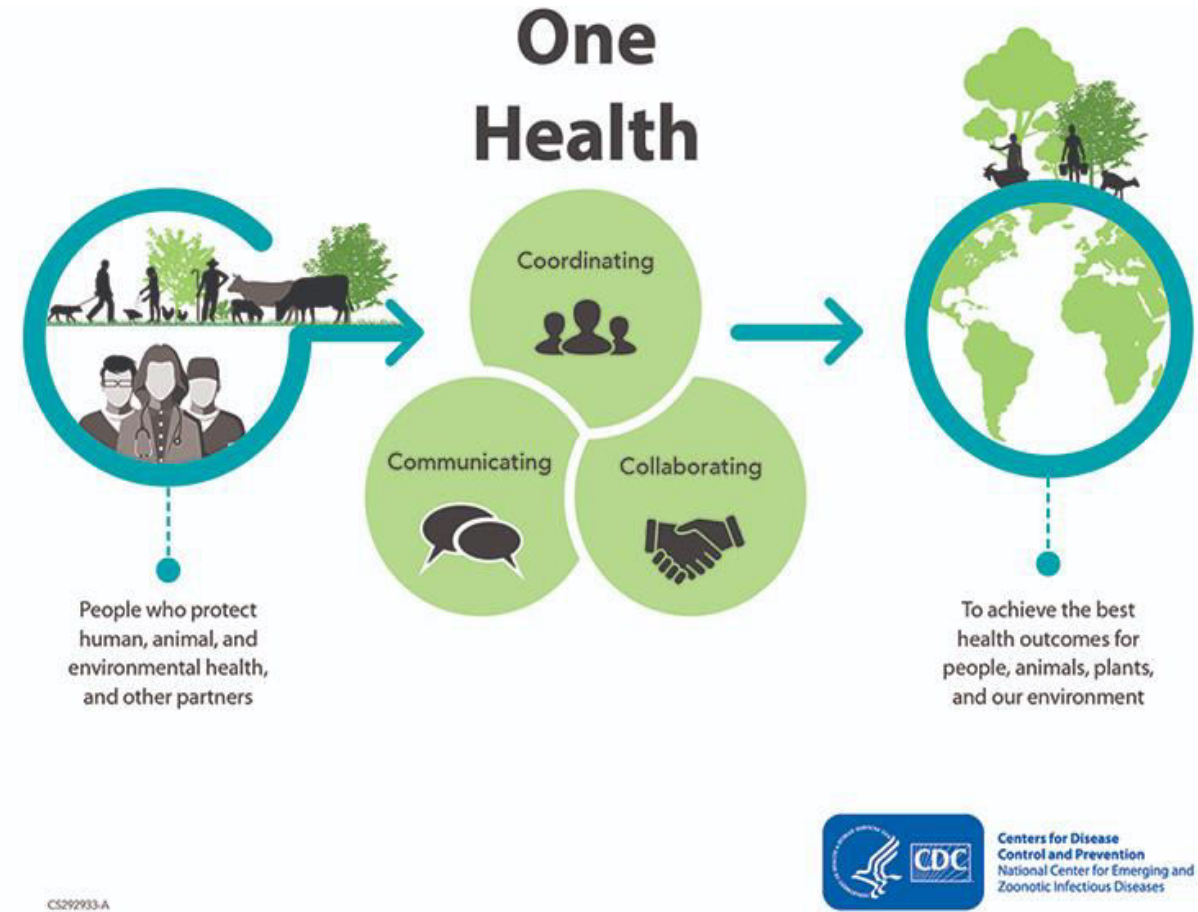 One
Health
Coordinating
Communicating
Collaborating
People who protect
human, animal, and
environmental health,
and other partners
To achieve the best
health outcomes for
people, animals, plants,
and our environment
CDC
Centers for Disease
Control and Prevention
National Center for Emerging and
Zoonotic Infectious Diseases
CS292933-A